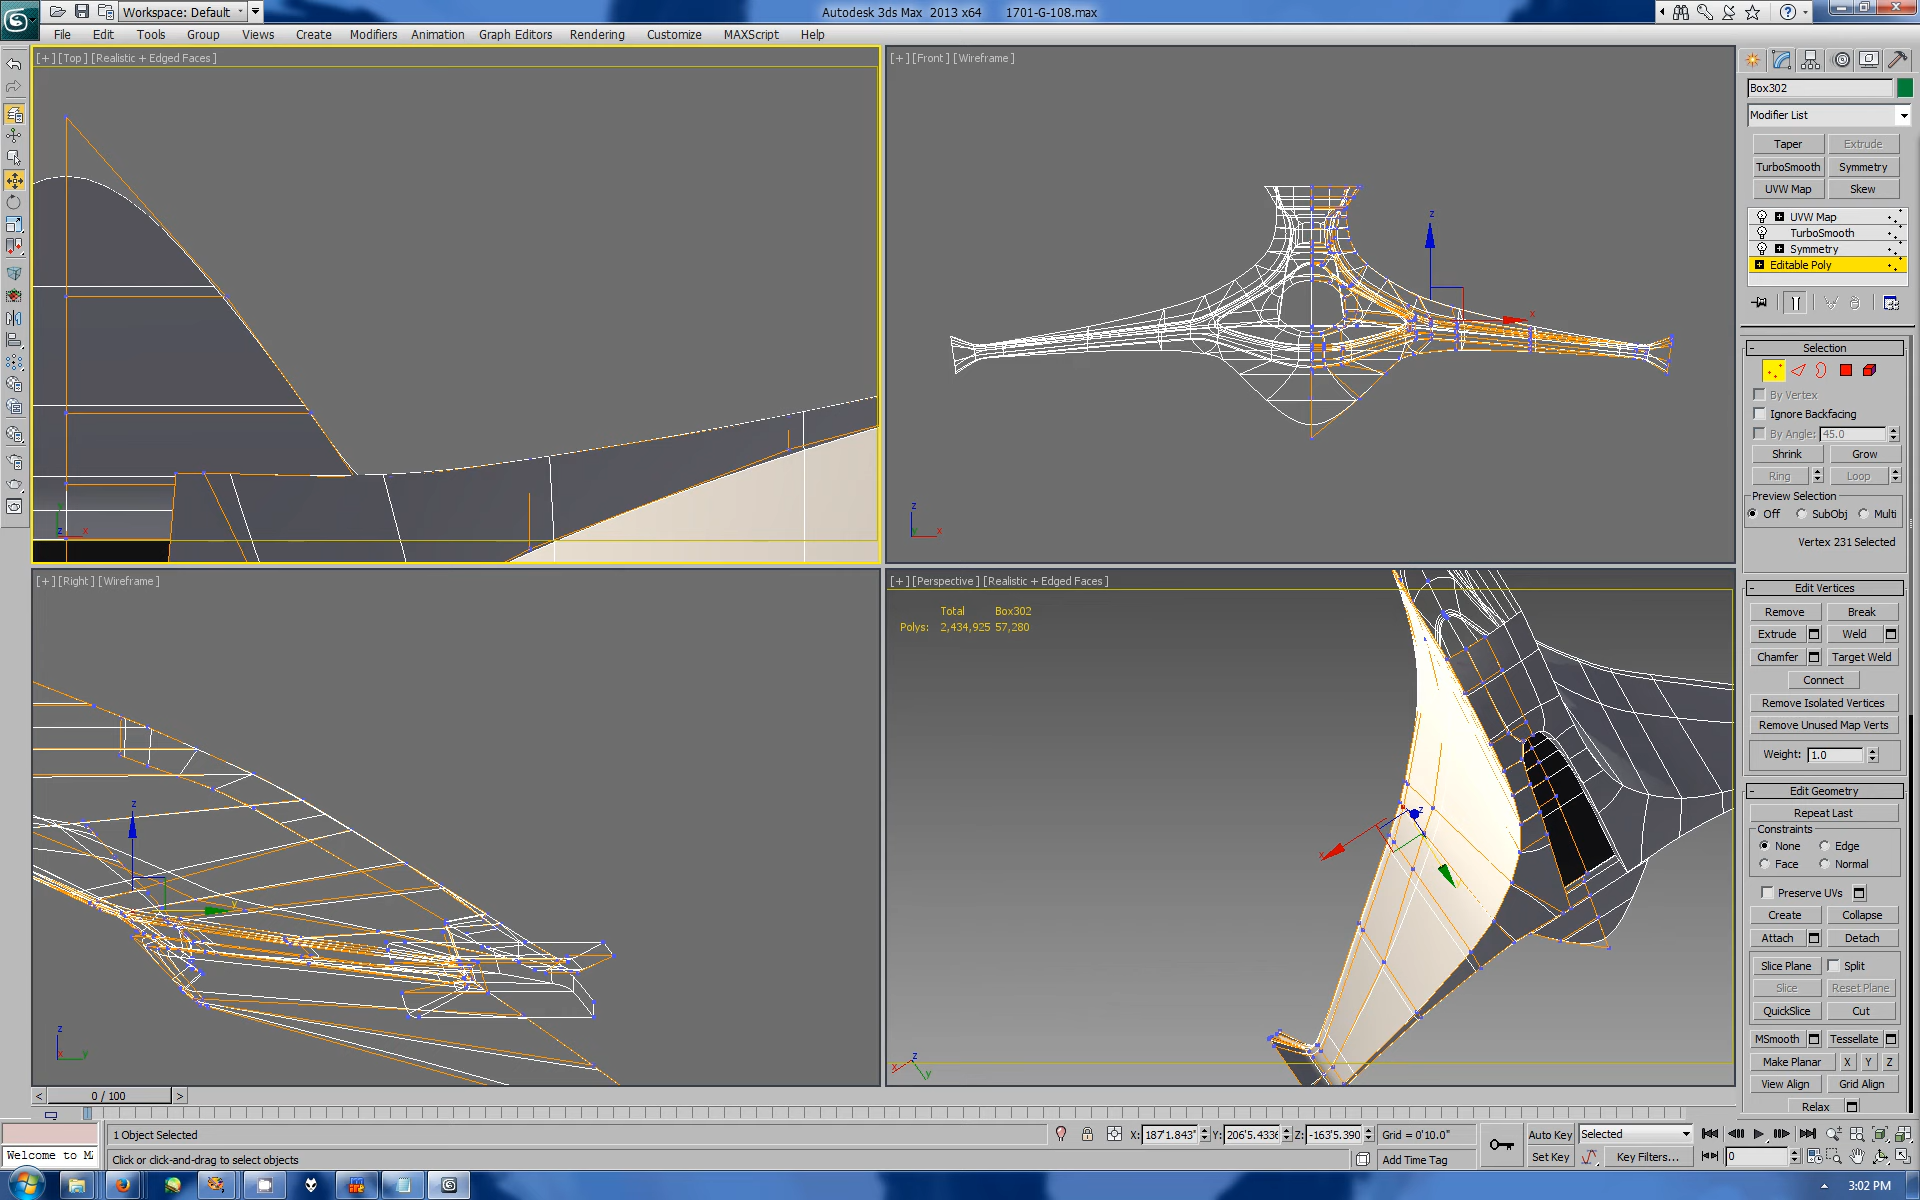 Workspace: Default
Autodesk 3ds Max 2013 x64 1701-G-108.max
File Edit Tools Group Views Create Modifiers Animation Graph Editors Rendering Customize MAXScript Help
[+] [Top] [Realistic + Edged Faces]
[+] [Front] [Wireframe]
[+] [Right] [Wireframe]
[+] [Perspective] [Realistic + Edged Faces]
Total Box302
Polys: 2,434,925 57,280
Box302
Modifier List
Taper Extrude
TurboSmooth Symmetry
UVW Map Skew
UVW Map
TurboSmooth
Symmetry
Editable Poly
Selection
By Vertex
Ignore Backfacing
By Angle: 45.0
Shrink Grow
Ring Loop
Preview Selection
Off SubObj Multi
Vertex 231 Selected
Edit Vertices
Remove Break
Extrude Weld
Chamfer Target Weld
Connect
Remove Isolated Vertices
Remove Unused Map Verts
Weight: 1.0
Edit Geometry
Repeat Last
Constraints
None Edge
Face Normal
Preserve UVs
Create Collapse
Attach Detach
Slice Plane Split
Slice Reset Plane
QuickSlice Cut
MSmooth Tessellate
Make Planar X Y Z
View Align Grid Align
Relax
< 0 / 100 >
1 Object Selected X: 187'1.843" Y: 206'5.433 Z: -163'5.390 Grid = 0'10.0" Auto Key Selected
Welcome to M Click or click-and-drag to select objects Add Time Tag Set Key Key Filters... 0
3:02 PM